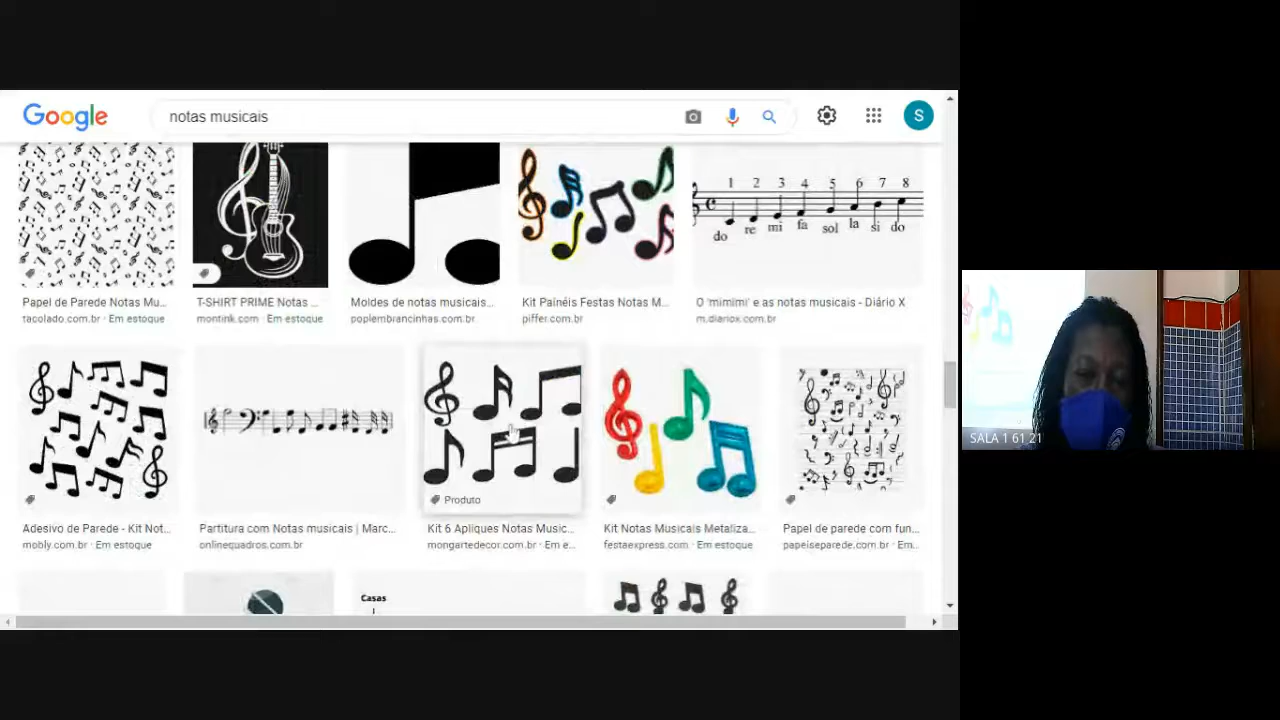 Google
notas musicais
S
1 2 3 4 5 6 7 8
do re mi fa sol la si do
Papel de Parede Notas Mu...
tacolado.com.br · Em estoque
T-SHIRT PRIME Notas ...
montink.com · Em estoque
Moldes de notas musicais...
poplembrancinhas.com.br
Kit Painéis Festas Notas M...
piffer.com.br
O 'mimimi' e as notas musicais - Diário X
m.diariox.com.br
Produto
Adesivo de Parede - Kit Not...
mobly.com.br · Em estoque
Partitura com Notas musicais | Marc...
onlinequadros.com.br
Kit 6 Apliques Notas Music...
mongartedecor.com.br · Em e...
Kit Notas Musicais Metaliza...
festaexpress.com · Em estoque
Papel de parede com fun...
papeiseparede.com.br · Em...
Casas
SALA 1 61 21